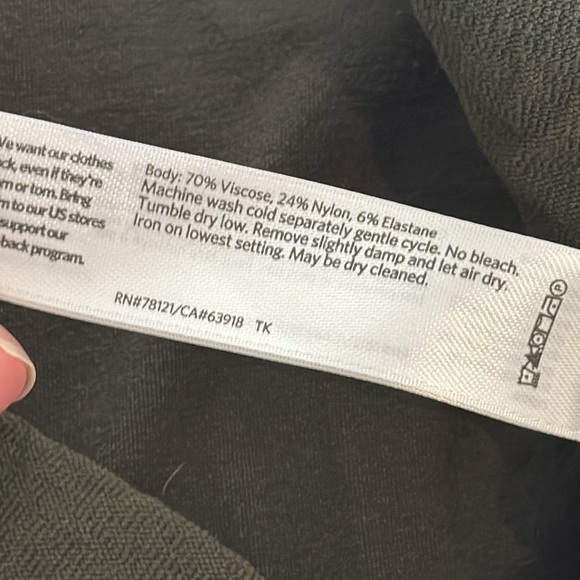 We want our clothes
back, even if they're
worn or torn. Bring
them to our US stores
support our
back program.
Body: 70% Viscose, 24% Nylon, 6% Elastane
Machine wash cold separately gentle cycle. No bleach.
Tumble dry low. Remove slightly damp and let air dry.
Iron on lowest setting. May be dry cleaned.
RN#78121/CA#63918 TK